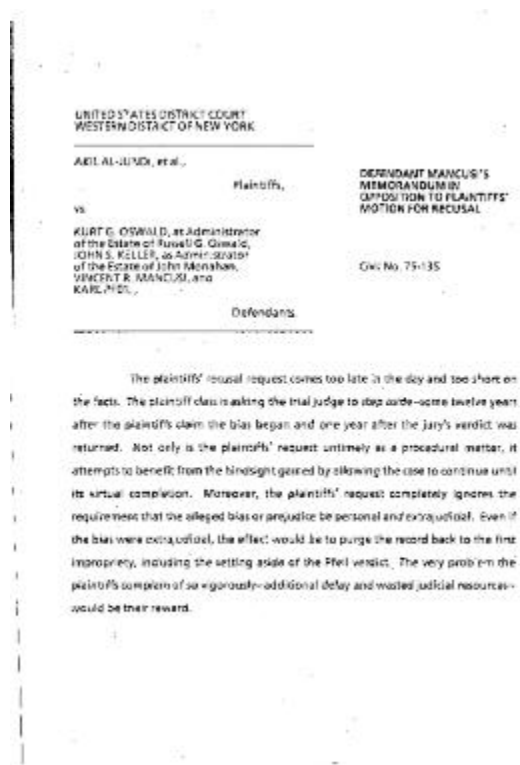 UNITED STATES DISTRICT COURT
WESTERN DISTRICT OF NEW YORK
AKIL AL-JUNDI, et al.,
Plaintiffs,
vs.
KURT G. OSWALD, as Administrator
of the Estate of Russell G. Oswald,
JOHN S. KELLER, as Administrator
of the Estate of John Monahan,
VINCENT R. MANCUSI, and
KARL PFEIL,
Defendants.
DEFENDANT MANCUSI'S
MEMORANDUM IN
OPPOSITION TO PLAINTIFFS'
MOTION FOR RECUSAL
Civil No. 75-135
The plaintiffs' recusal request comes too late in the day and too short on
the facts. The plaintiff class is asking the trial judge to step aside--some twelve years
after the plaintiffs claim the bias began and one year after the jury's verdict was
returned. Not only is the plaintiffs' request untimely as a procedural matter, it
attempts to benefit from the hindsight gained by allowing the case to continue until
its virtual completion. Moreover, the plaintiffs' request completely ignores the
requirement that the alleged bias or prejudice be personal and extrajudicial. Even if
the bias were extrajudicial, the effect would be to purge the record back to the first
impropriety, including the setting aside of the Pfeil verdict. The very problem the
plaintiffs complain of so vigorously--additional delay and wasted judicial resources--
would be their reward.